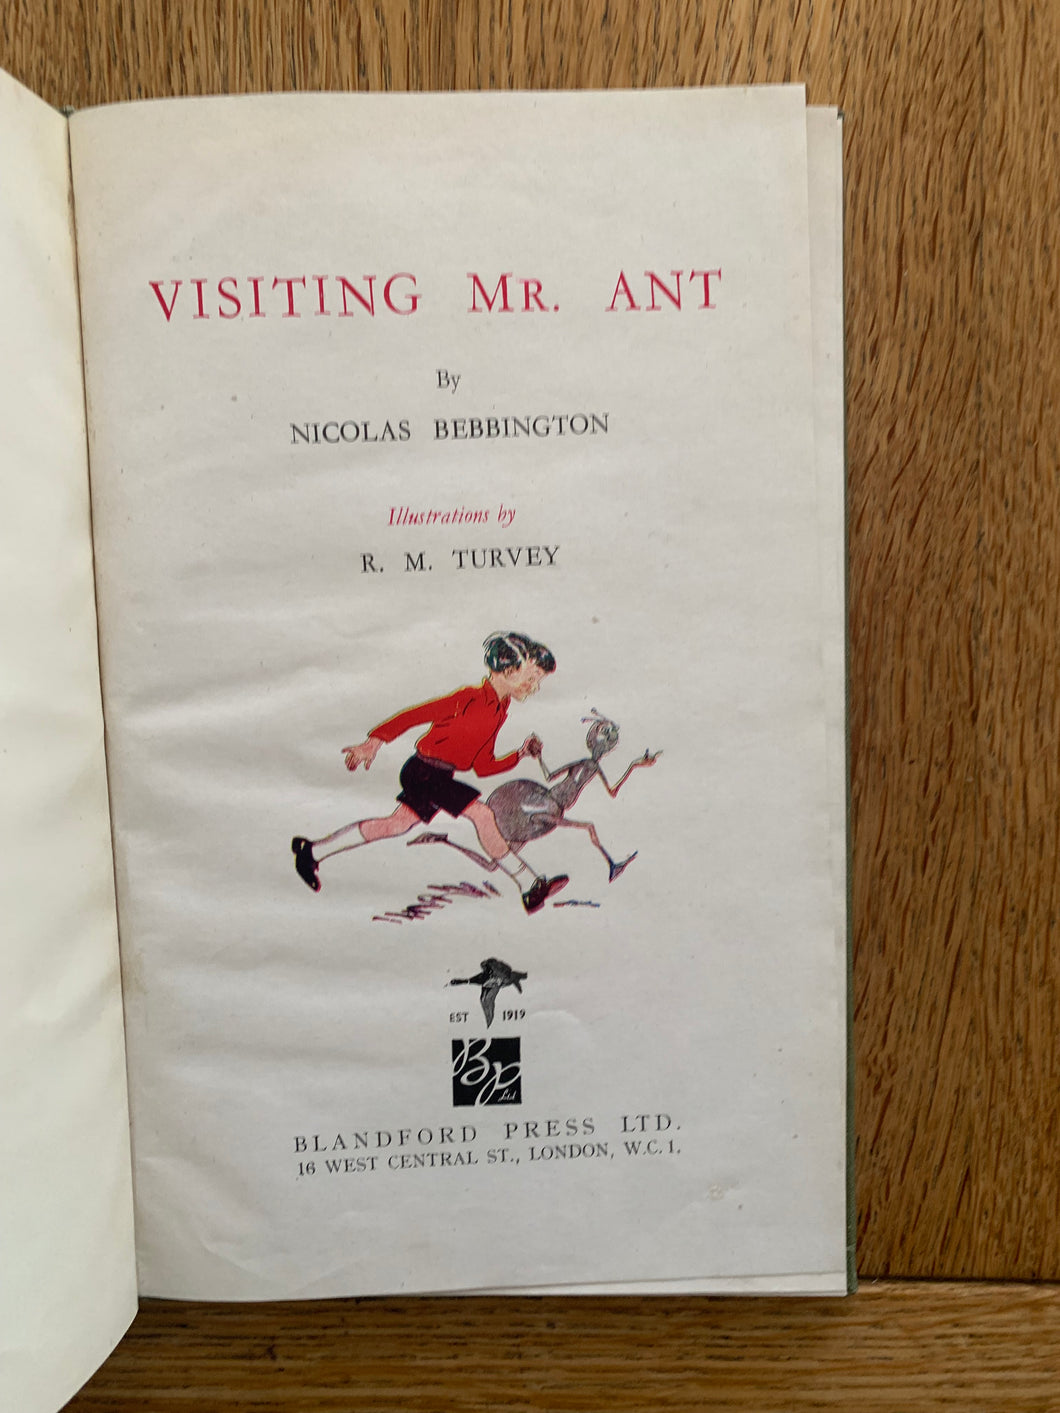 VISITING MR. ANT
By
NICOLAS BEBBINGTON
Illustrations by
R. M. TURVEY
EST 1919
BP
Ltd
BLANDFORD PRESS LTD.
16 WEST CENTRAL ST., LONDON, W.C.1.